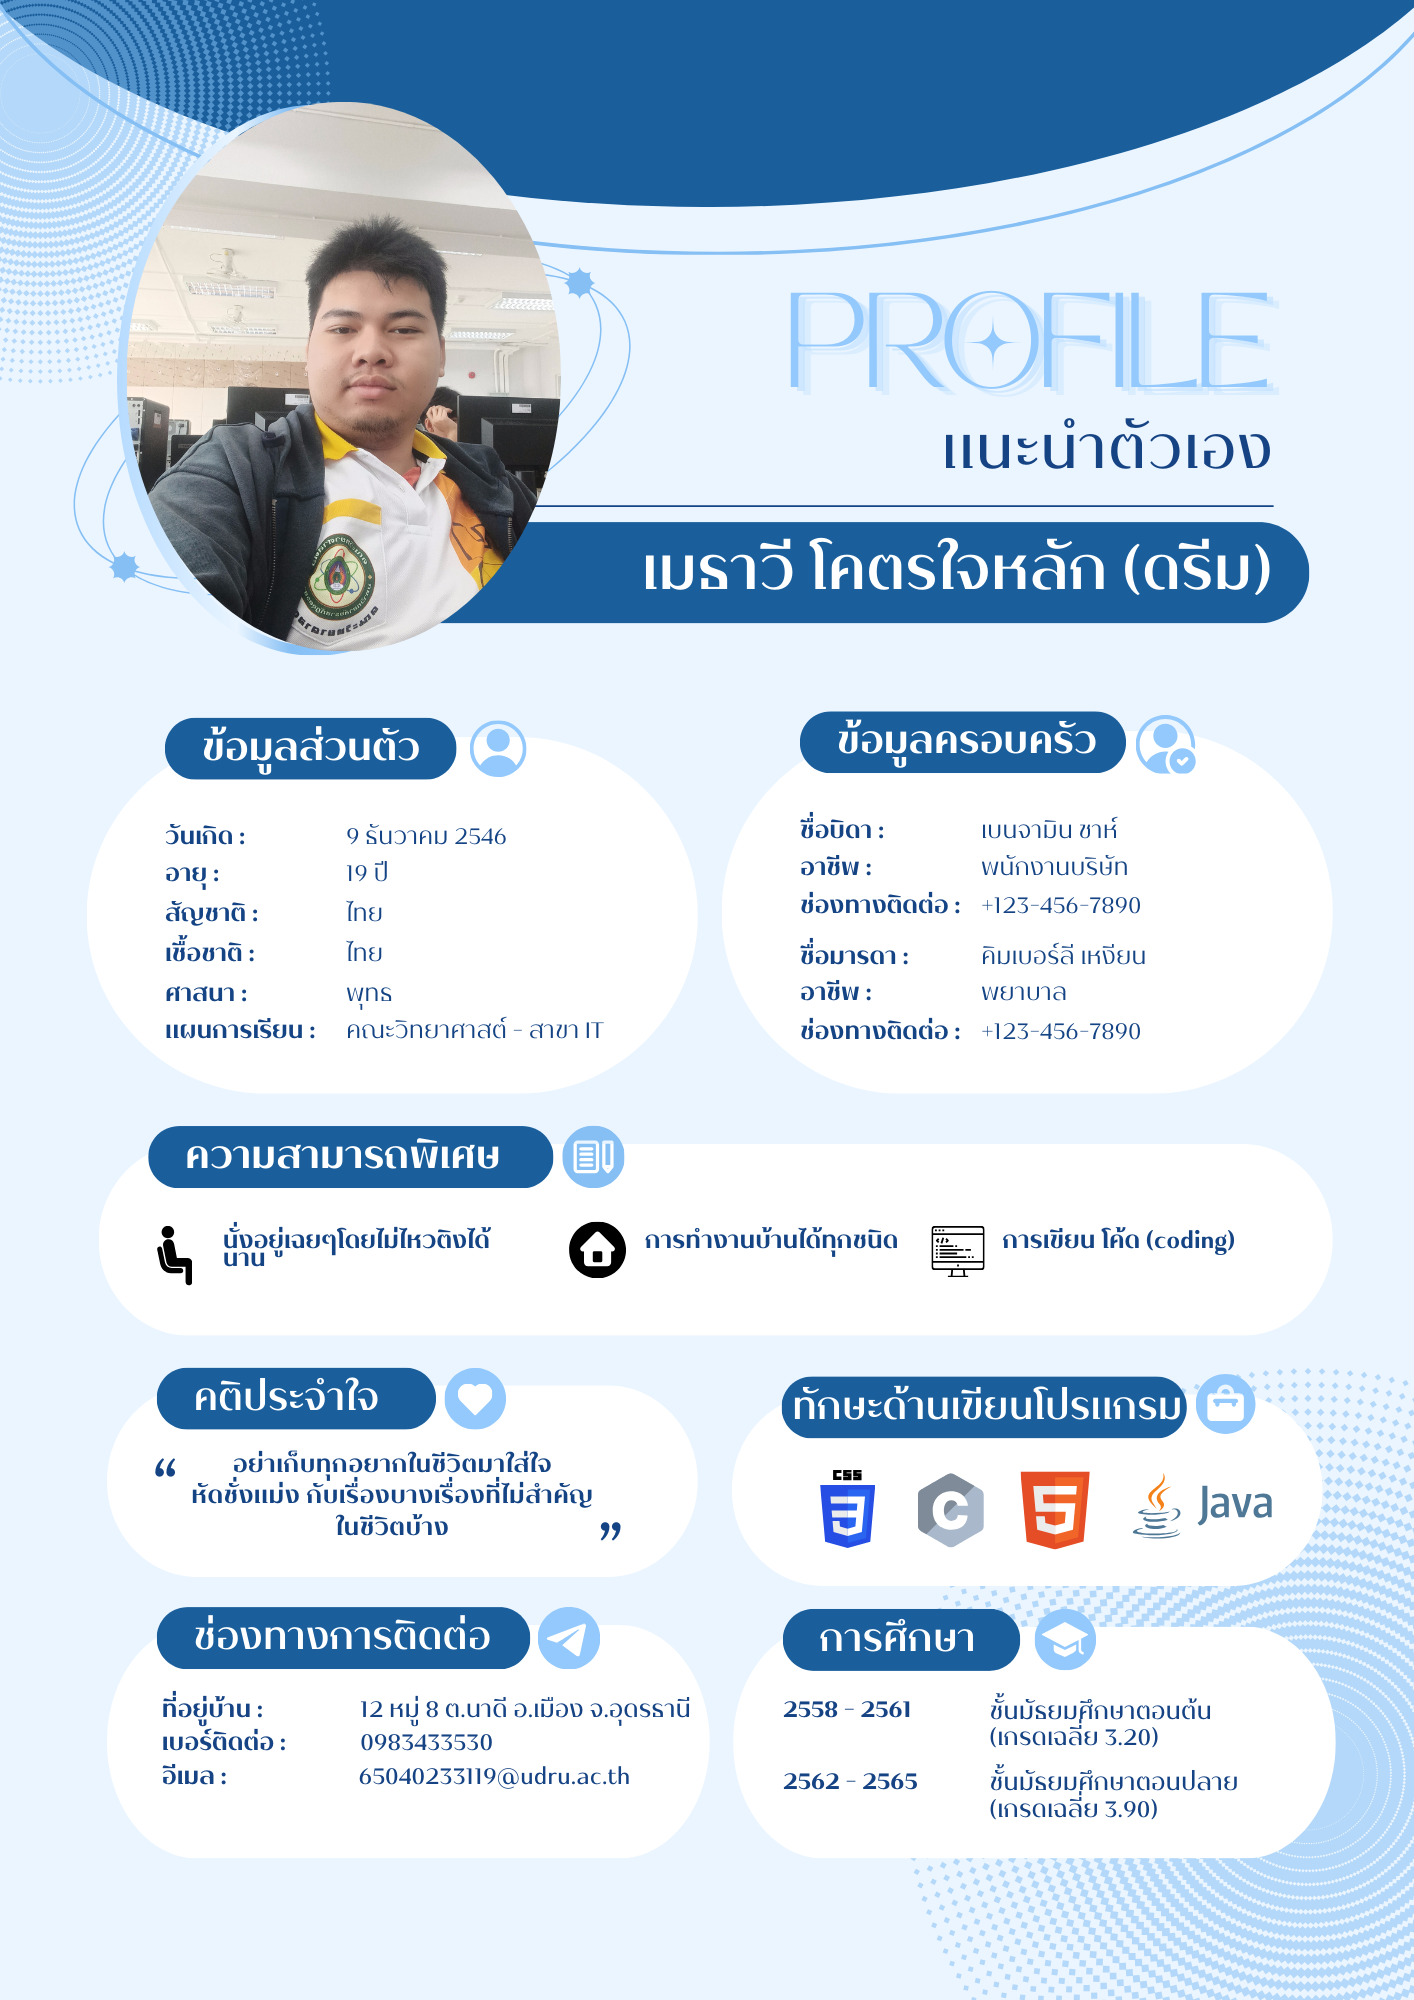 PROFILE
แนะนำตัวเอง
เมธาวี โคตรใจหลัก (ดรีม)
ข้อมูลส่วนตัว
วันเกิด : 9 ธันวาคม 2546
อายุ : 19 ปี
สัญชาติ : ไทย
เชื้อชาติ : ไทย
ศาสนา : พุทธ
แผนการเรียน : คณะวิทยาศาสต์ - สาขา IT
ข้อมูลครอบครัว
ชื่อบิดา : เบนจามิน ชาห์
อาชีพ : พนักงานบริษัท
ช่องทางติดต่อ : +123-456-7890
ชื่อมารดา : คิมเบอร์ลี เหงียน
อาชีพ : พยาบาล
ช่องทางติดต่อ : +123-456-7890
ความสามารถพิเศษ
นั่งอยู่เฉยๆโดยไม่ไหวติงได้
นาน
การทำงานบ้านได้ทุกชนิด
การเขียน โค้ด (coding)
คติประจำใจ
“ อย่าเก็บทุกอยากในชีวิตมาใส่ใจ
หัดชั่งแม่ง กับเรื่องบางเรื่องที่ไม่สำคัญ
ในชีวิตบ้าง ”
ทักษะด้านเขียนโปรแกรม
CSS
3 C 5 Java
ช่องทางการติดต่อ
ที่อยู่บ้าน : 12 หมู่ 8 ต.นาดี อ.เมือง จ.อุดรธานี
เบอร์ติดต่อ : 0983433530
อีเมล : 65040233119@udru.ac.th
การศึกษา
2558 - 2561 ชั้นมัธยมศึกษาตอนต้น
(เกรดเฉลี่ย 3.20)
2562 - 2565 ชั้นมัธยมศึกษาตอนปลาย
(เกรดเฉลี่ย 3.90)